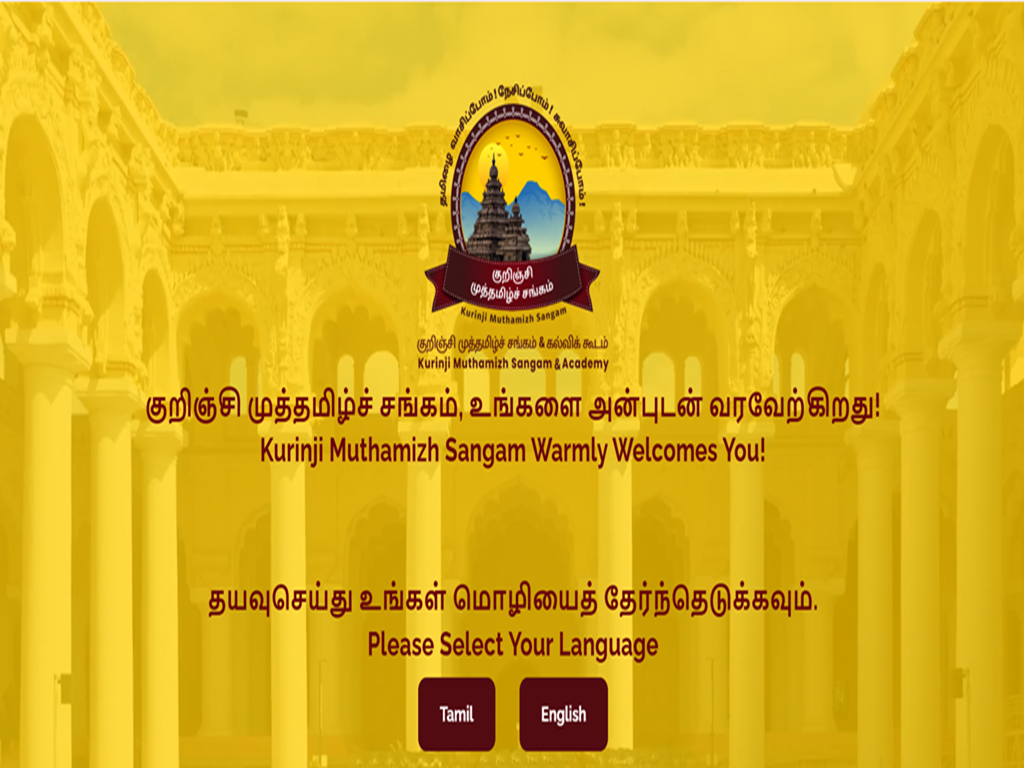 தமிழை வாசிப்போம்! நேசிப்போம்! சுவாசிப்போம்!
குறிஞ்சி
முத்தமிழ்ச் சங்கம்
Kurinji Muthamizh Sangam
குறிஞ்சி முத்தமிழ்ச் சங்கம் & கல்விக் கூடம்
Kurinji Muthamizh Sangam & Academy
குறிஞ்சி முத்தமிழ்ச் சங்கம், உங்களை அன்புடன் வரவேற்கிறது!
Kurinji Muthamizh Sangam Warmly Welcomes You!
தயவுசெய்து உங்கள் மொழியைத் தேர்ந்தெடுக்கவும்.
Please Select Your Language
Tamil English